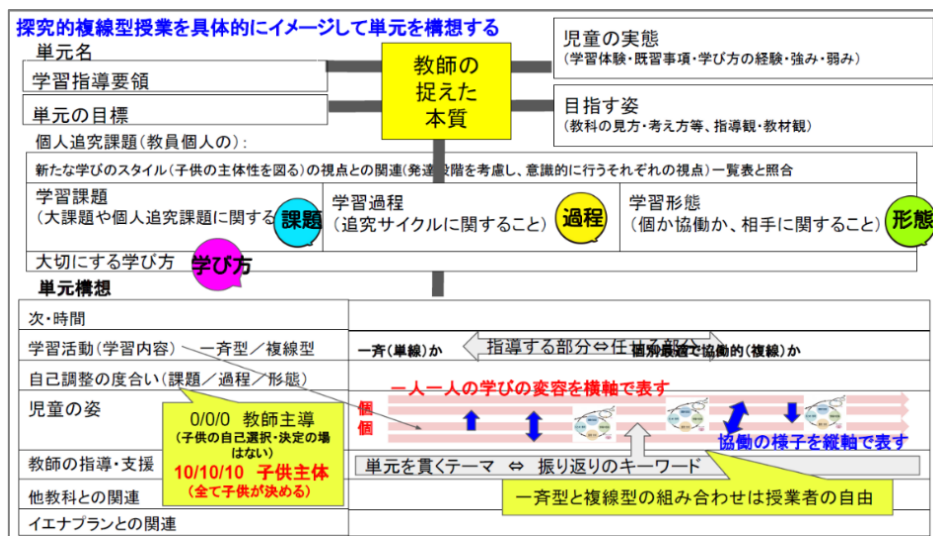 探究的複線型授業を具体的にイメージして単元を構想する
単元名
学習指導要領
単元の目標
教師の
捉えた
本質
児童の実態
(学習体験・既習事項・学び方の経験・強み・弱み)
目指す姿
(教科の見方・考え方等、指導観・教材観)
個人追究課題(教員個人の):
新たな学びのスタイル(子供の主体性を図る)の視点との関連(発達段階を考慮し、意識的に行うそれぞれの視点)一覧表と照合
学習課題
(大課題や個人追究課題に関する
課題
学習過程
(追究サイクルに関すること)
過程
学習形態
(個か協働か、相手に関すること)
形態
大切にする学び方
学び方
単元構想
次・時間
学習活動(学習内容) 一斉型/複線型
一斉(単線)か
指導する部分⇔任せる部分
個別最適で協働的(複線)か
自己調整の度合い(課題/過程/形態)
一人一人の学びの変容を横軸で表す
児童の姿
0/0/0 教師主導
(子供の自己選択・決定の場
はない)
10/10/10 子供主体
(全て子供が決める)
個
個
協働の様子を縦軸で表す
教師の指導・支援
単元を貫くテーマ ⇔ 振り返りのキーワード
他教科との関連
一斉型と複線型の組み合わせは授業者の自由
イエナプランとの関連